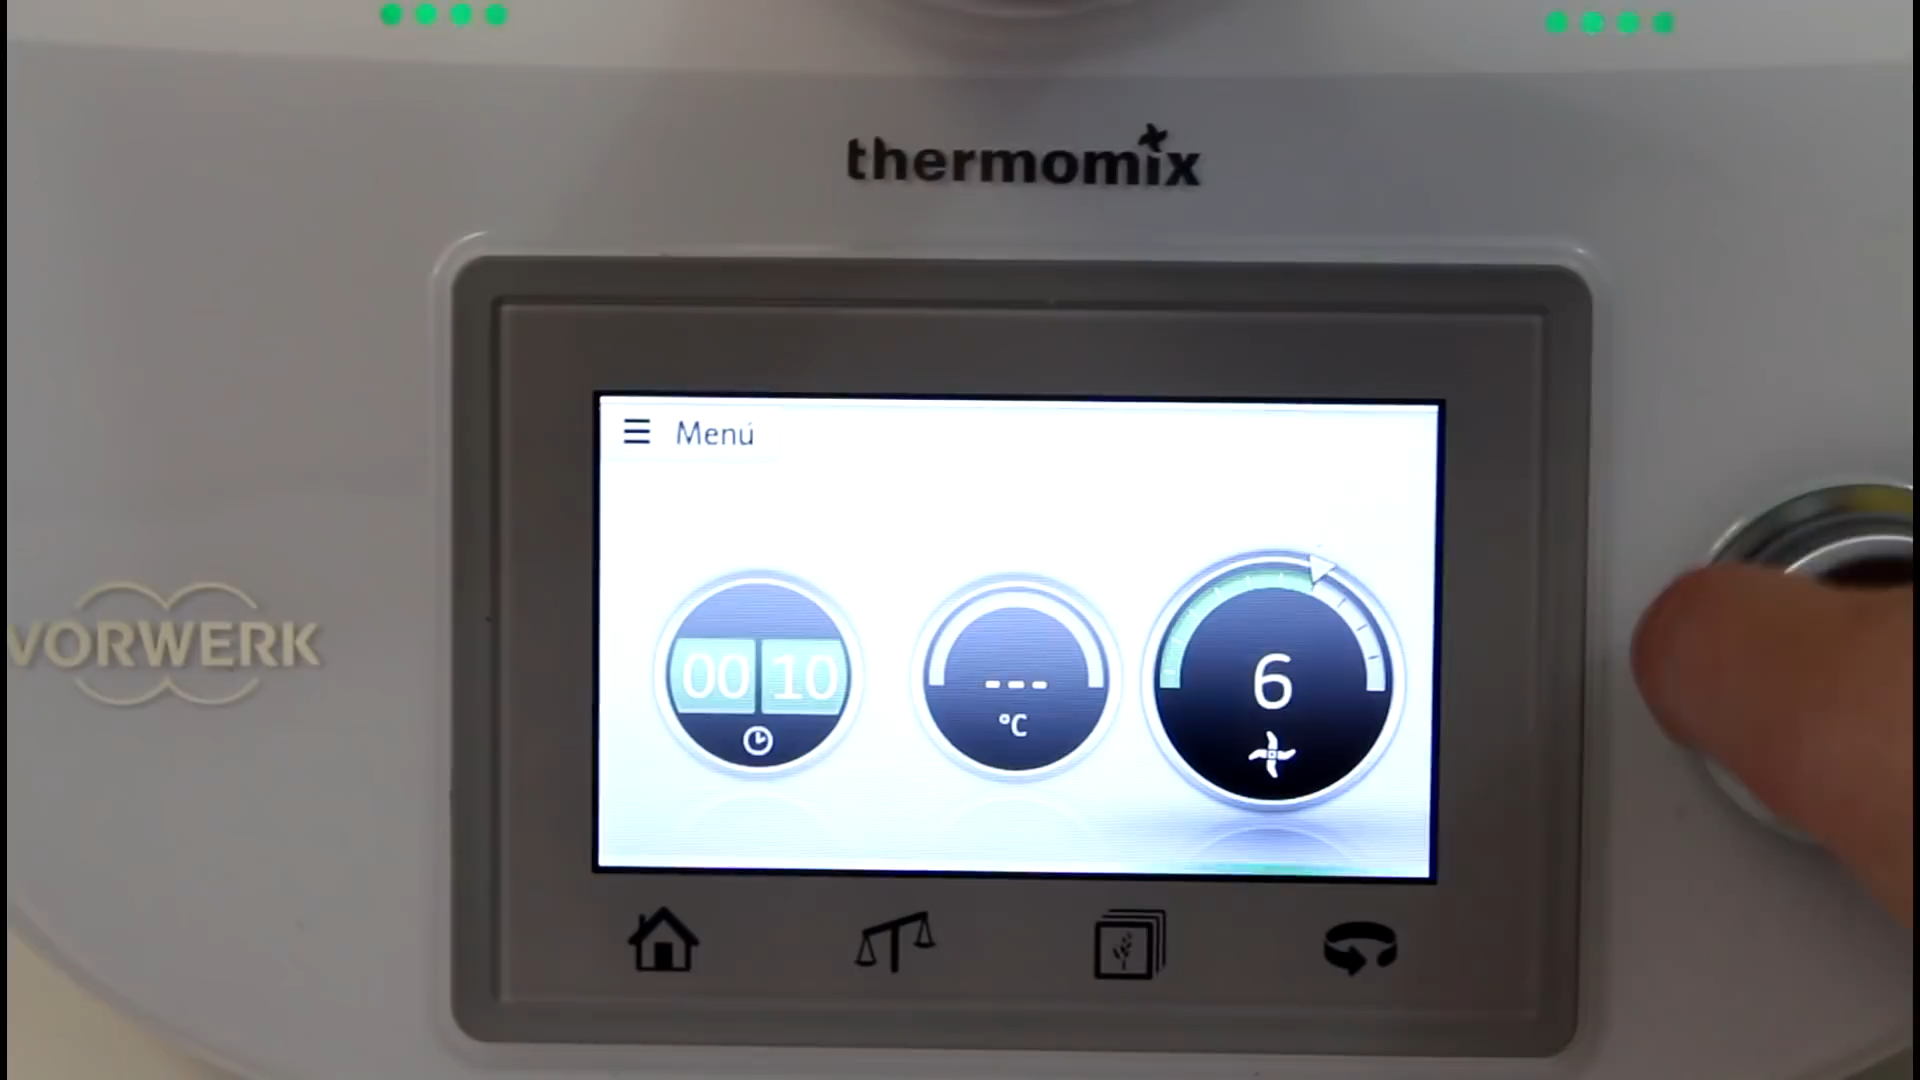 thermomix
☰ Menú
00 10
---
°C
6
VORWERK